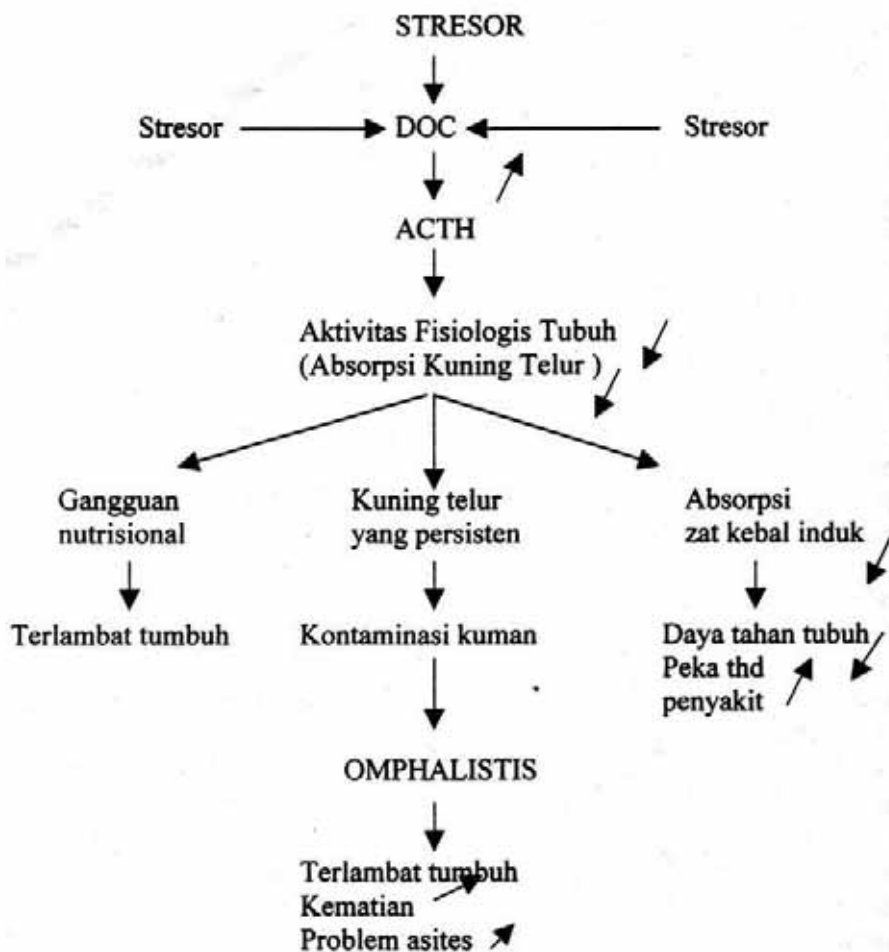 STRESOR
Stresor DOC Stresor
ACTH
Aktivitas Fisiologis Tubuh
(Absorpsi Kuning Telur )
Gangguan
nutrisional
Kuning telur
yang persisten
Absorpsi
zat kebal induk
Terlambat tumbuh
Kontaminasi kuman
Daya tahan tubuh
Peka thd
penyakit
OMPHALISTIS
Terlambat tumbuh
Kematian
Problem asites